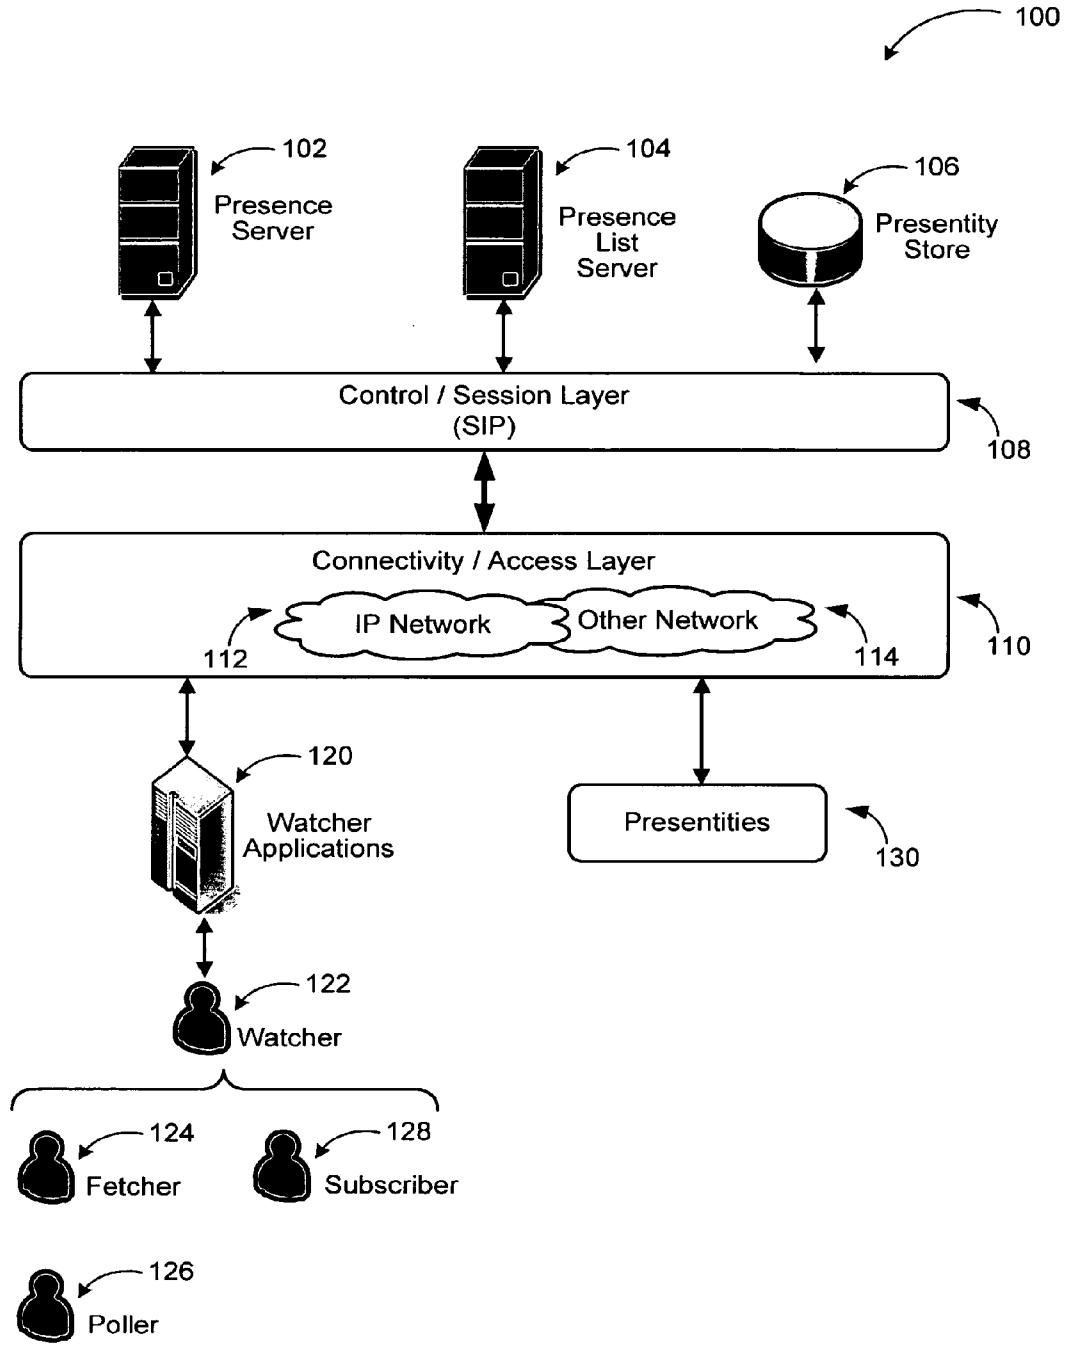 100
102
Presence
Server
104
Presence
List
Server
106
Presentity
Store
Control / Session Layer
(SIP)
108
Connectivity / Access Layer
IP Network
Other Network
112
114
110
120
Watcher
Applications
Presentities
130
122
Watcher
124
Fetcher
128
Subscriber
126
Poller